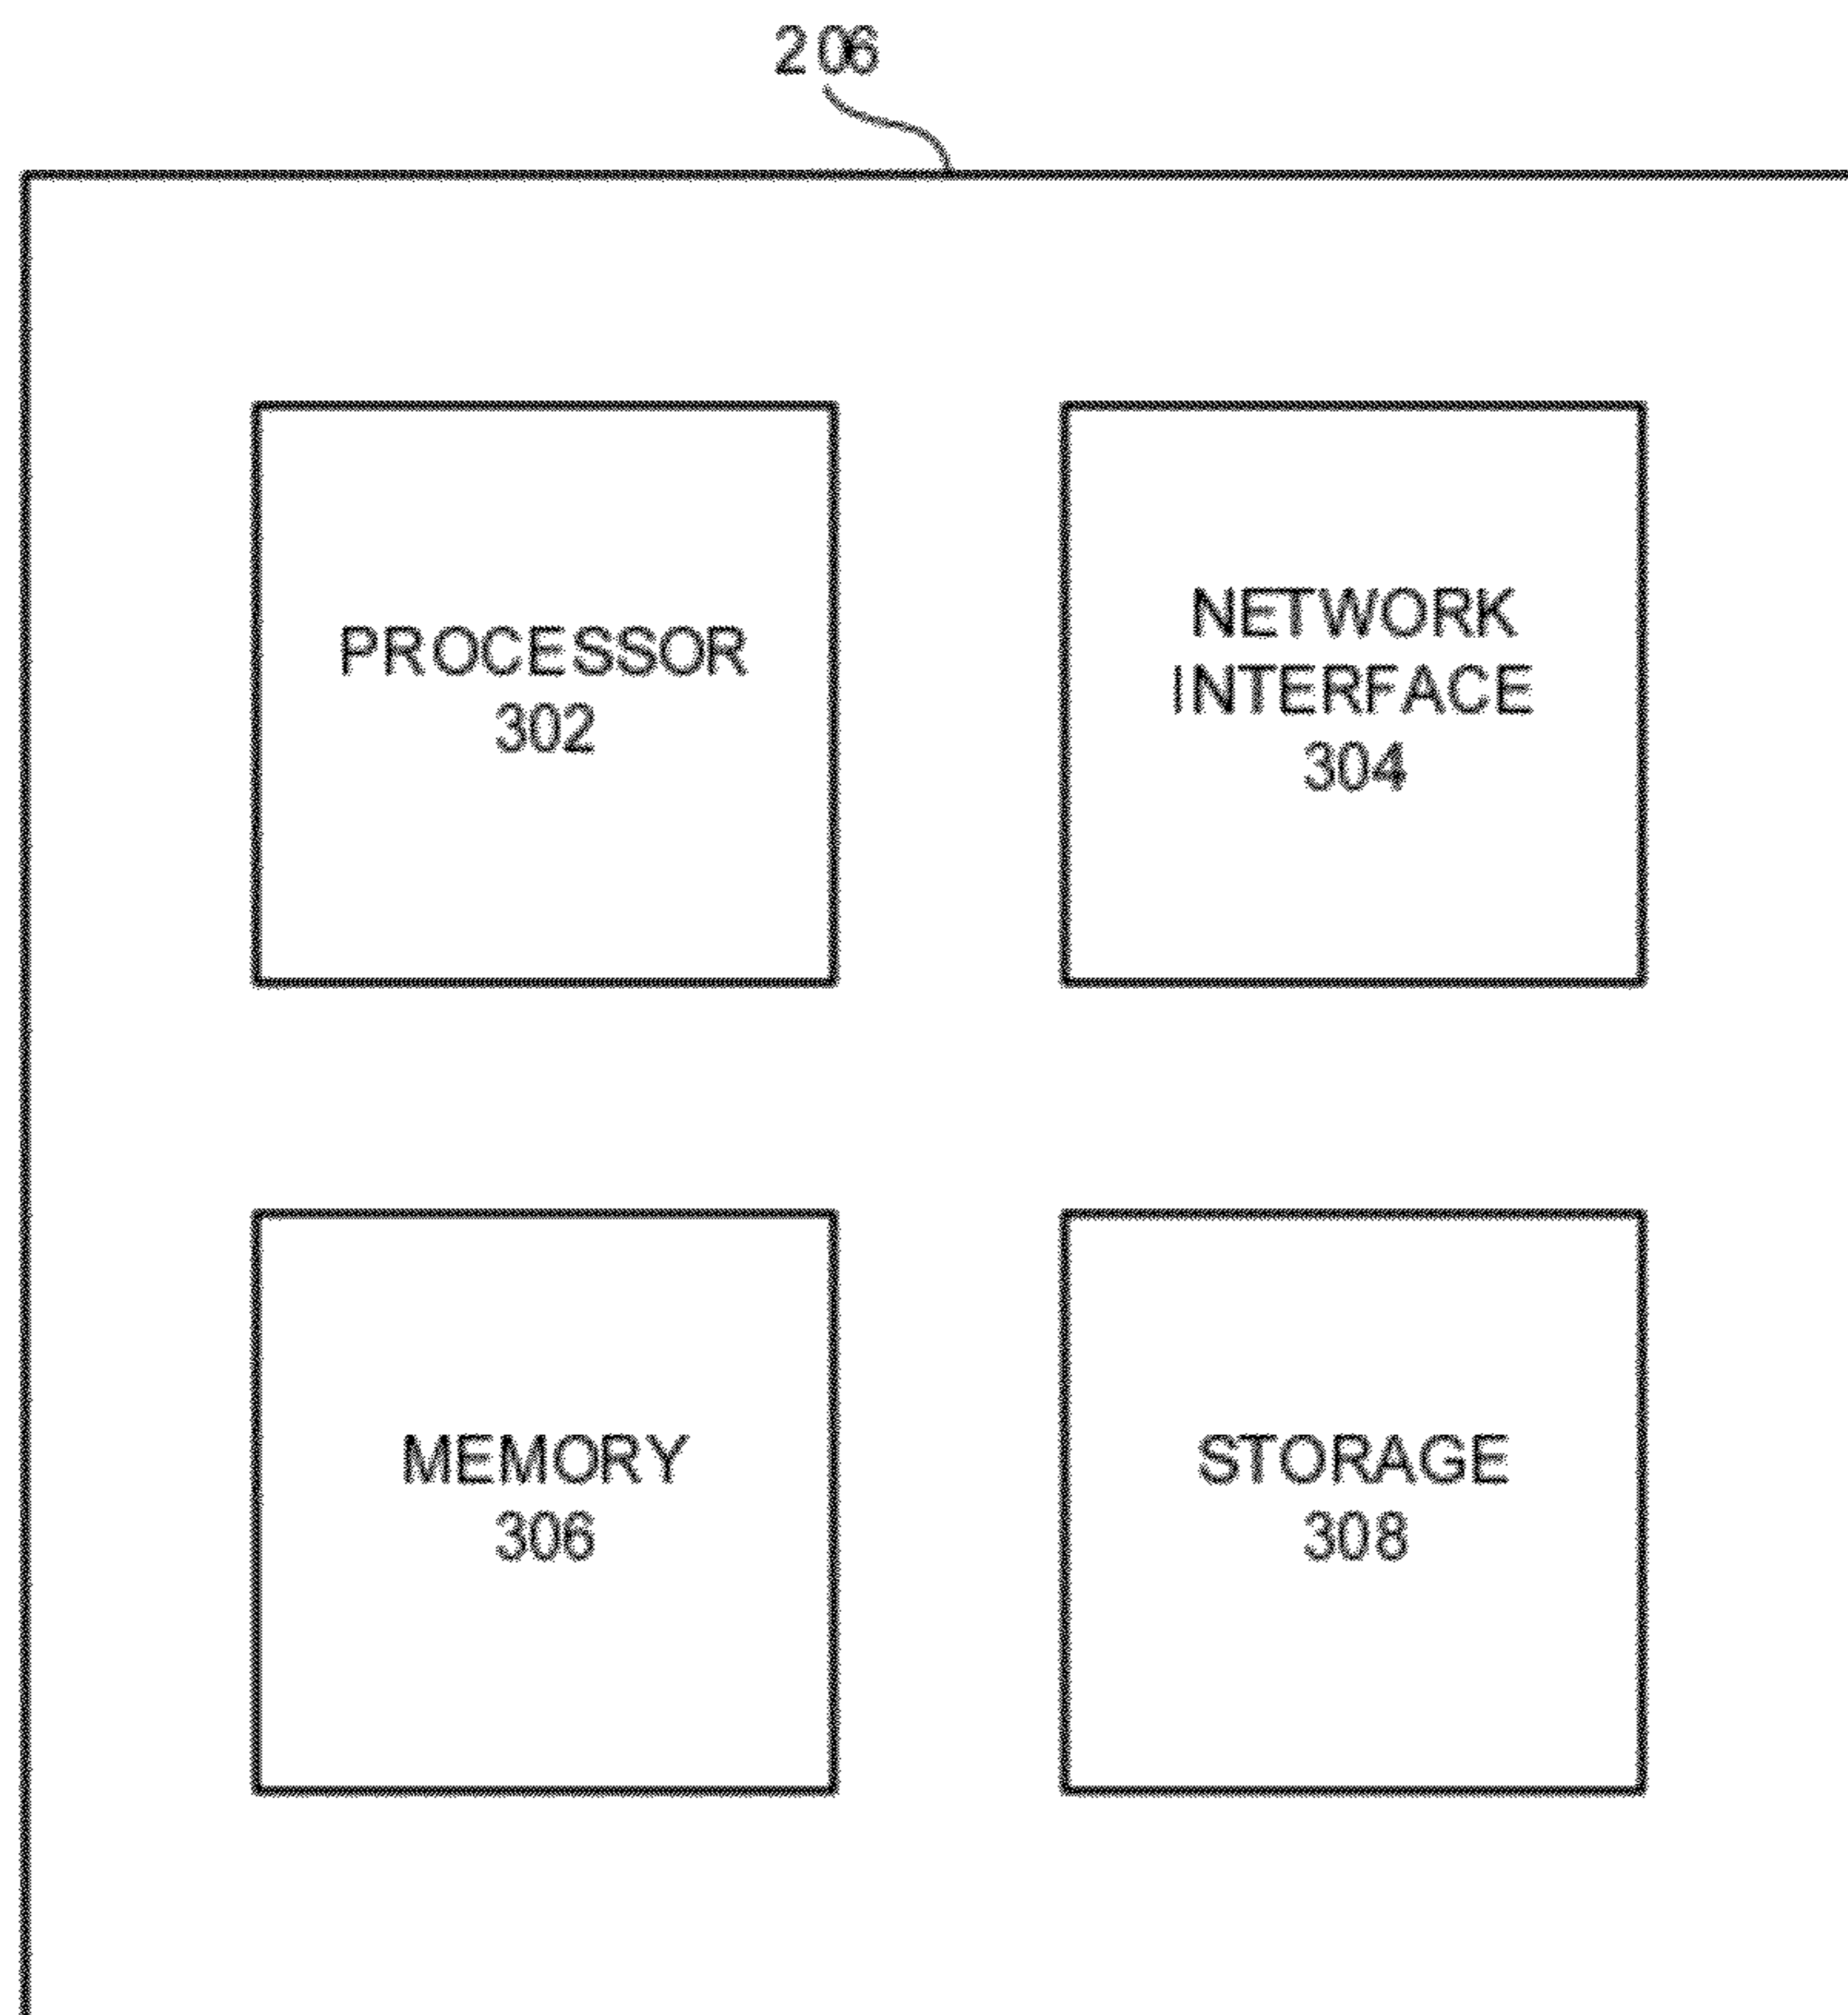 206
PROCESSOR
302
NETWORK
INTERFACE
304
MEMORY
306
STORAGE
308